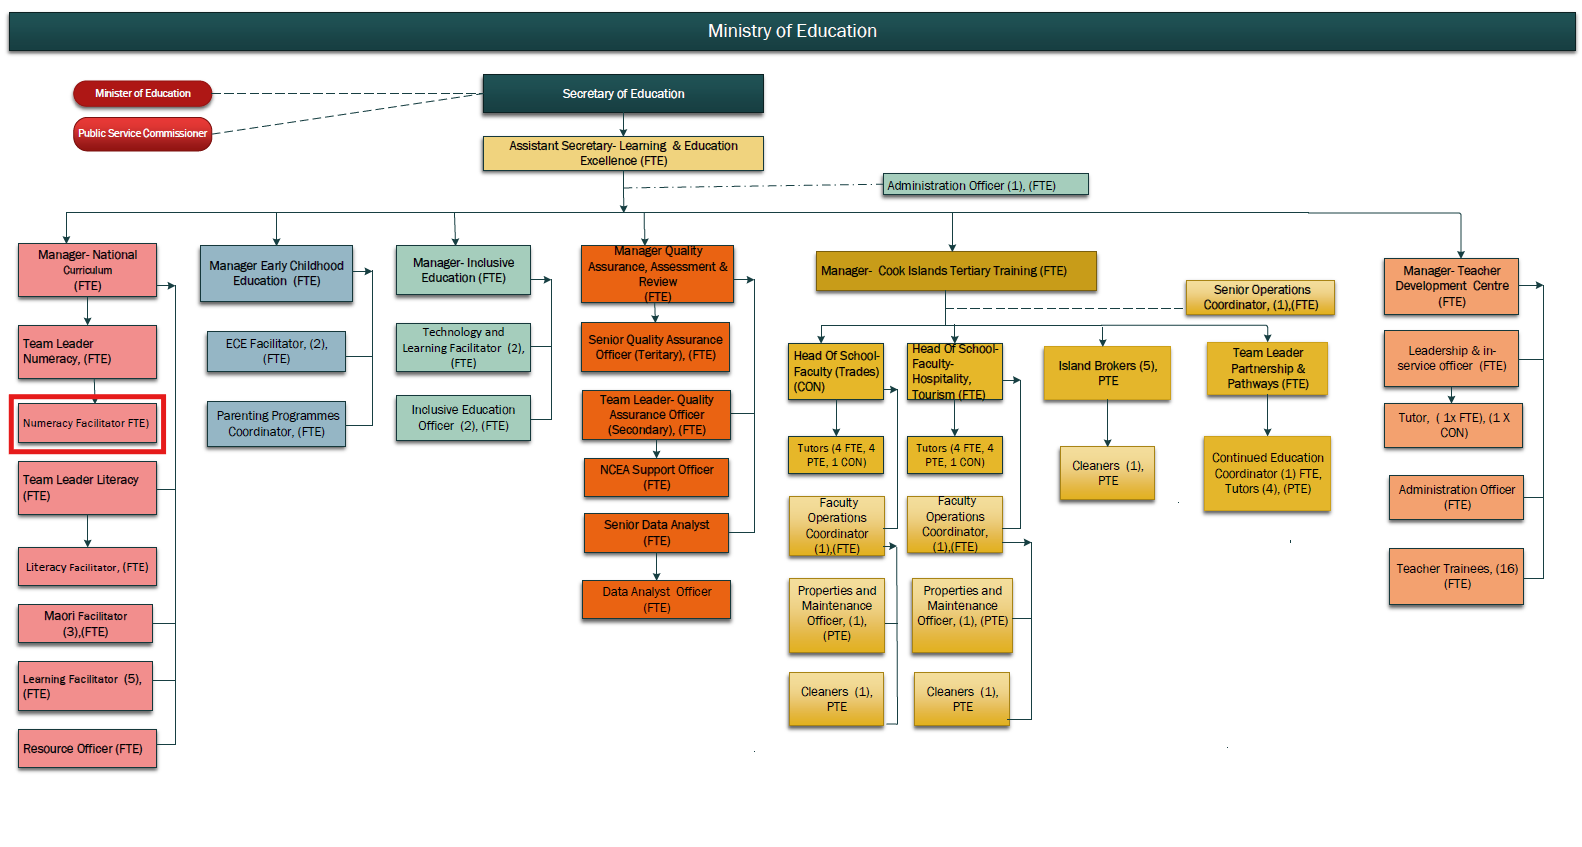 Ministry of Education
Minister of Education
Secretary of Education
Public Service Commissioner
Assistant Secretary- Learning & Education
Excellence (FTE)
Administration Officer (1), (FTE)
Manager- National
Curriculum
(FTE)
Team Leader
Numeracy, (FTE)
Numeracy Facilitator FTE)
Team Leader Literacy
(FTE)
Literacy Facilitator, (FTE)
Maori Facilitator
(3),(FTE)
Learning Facilitator (5),
(FTE)
Resource Officer (FTE)
Manager Early Childhood
Education (FTE)
ECE Facilitator, (2),
(FTE)
Parenting Programmes
Coordinator, (FTE)
Manager- Inclusive
Education (FTE)
Technology and
Learning Facilitator (2),
(FTE)
Inclusive Education
Officer (2), (FTE)
Manager Quality
Assurance, Assessment &
Review
(FTE)
Senior Quality Assurance
Officer (Teritary), (FTE)
Team Leader- Quality
Assurance Officer
(Secondary), (FTE)
NCEA Support Officer
(FTE)
Senior Data Analyst
(FTE)
Data Analyst Officer
(FTE)
Manager- Cook Islands Tertiary Training (FTE)
Senior Operations
Coordinator, (1),(FTE)
Head Of School-
Faculty (Trades)
(CON)
Tutors (4 FTE, 4
PTE, 1 CON)
Faculty
Operations
Coordinator
(1),(FTE)
Properties and
Maintenance
Officer, (1),
(PTE)
Cleaners (1),
PTE
Head Of School-
Faculty-
Hospitality,
Tourism (FTE)
Tutors (4 FTE, 4
PTE, 1 CON)
Faculty
Operations
Coordinator,
(1),(FTE)
Properties and
Maintenance
Officer, (1), (PTE)
Cleaners (1),
PTE
Island Brokers (5),
PTE
Cleaners (1),
PTE
Team Leader
Partnership &
Pathways (FTE)
Continued Education
Coordinator (1) FTE,
Tutors (4), (PTE)
Manager- Teacher
Development Centre
(FTE)
Leadership & in-
service officer (FTE)
Tutor, ( 1x FTE), (1 X
CON)
Administration Officer
(FTE)
Teacher Trainees, (16)
(FTE)